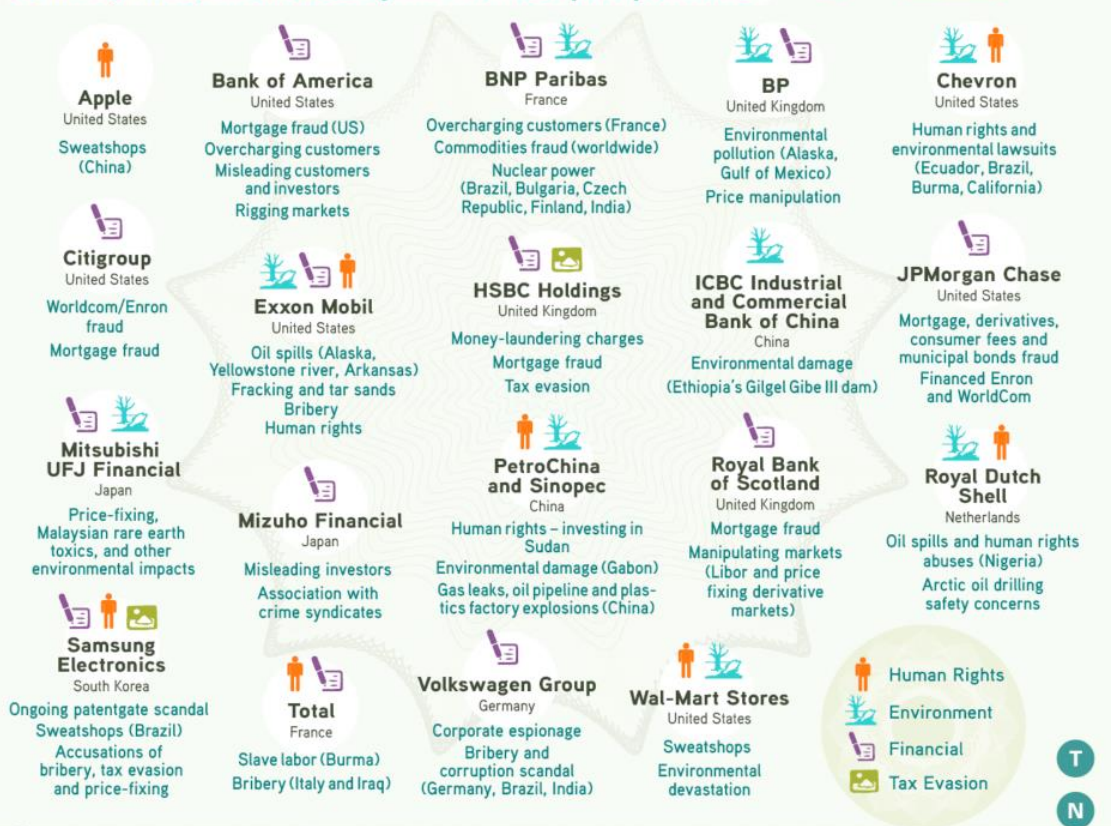 Apple
United States
Sweatshops
(China)
Bank of America
United States
Mortgage fraud (US)
Overcharging customers
Misleading customers
and investors
Rigging markets
BNP Paribas
France
Overcharging customers (France)
Commodities fraud (worldwide)
Nuclear power
(Brazil, Bulgaria, Czech
Republic, Finland, India)
BP
United Kingdom
Environmental
pollution (Alaska,
Gulf of Mexico)
Price manipulation
Chevron
United States
Human rights and
environmental lawsuits
(Ecuador, Brazil,
Burma, California)
Citigroup
United States
Worldcom/Enron
fraud
Mortgage fraud
Exxon Mobil
United States
Oil spills (Alaska,
Yellowstone river, Arkansas)
Fracking and tar sands
Bribery
Human rights
HSBC Holdings
United Kingdom
Money-laundering charges
Mortgage fraud
Tax evasion
ICBC Industrial
and Commercial
Bank of China
China
Environmental damage
(Ethiopia's Gilgel Gibe III dam)
JPMorgan Chase
United States
Mortgage, derivatives,
consumer fees and
municipal bonds fraud
Financed Enron
and WorldCom
Mitsubishi
UFJ Financial
Japan
Price-fixing,
Malaysian rare earth
toxics, and other
environmental impacts
Mizuho Financial
Japan
Misleading investors
Association with
crime syndicates
PetroChina
and Sinopec
China
Human rights – investing in
Sudan
Environmental damage (Gabon)
Gas leaks, oil pipeline and plas-
tics factory explosions (China)
Royal Bank
of Scotland
United Kingdom
Mortgage fraud
Manipulating markets
(Libor and price
fixing derivative
markets)
Royal Dutch
Shell
Netherlands
Oil spills and human rights
abuses (Nigeria)
Arctic oil drilling
safety concerns
Samsung
Electronics
South Korea
Ongoing patentgate scandal
Sweatshops (Brazil)
Accusations of
bribery, tax evasion
and price-fixing
Total
France
Slave labor (Burma)
Bribery (Italy and Iraq)
Volkswagen Group
Germany
Corporate espionage
Bribery and
corruption scandal
(Germany, Brazil, India)
Wal-Mart Stores
United States
Sweatshops
Environmental
devastation
Human Rights
Environment
Financial
Tax Evasion
T
N